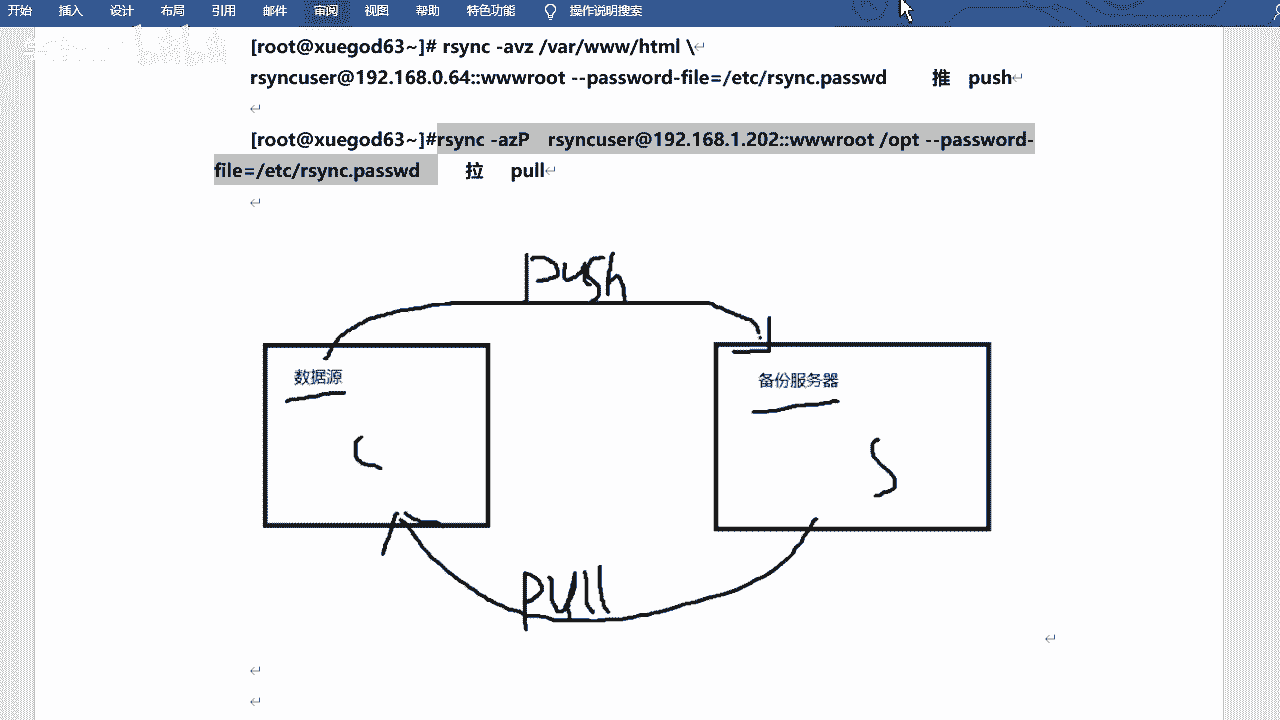 开始 插入 设计 布局 引用 邮件 审阅 视图 帮助 特色功能 操作说明搜索
[root@xuegod63~]# rsync -avz /var/www/html \
rsyncuser@192.168.0.64::wwwroot --password-file=/etc/rsync.passwd 推 push
[root@xuegod63~]#rsync -azP rsyncuser@192.168.1.202::wwwroot /opt --password-
file=/etc/rsync.passwd 拉 pull
push
数据源
备份服务器
C
S
pull